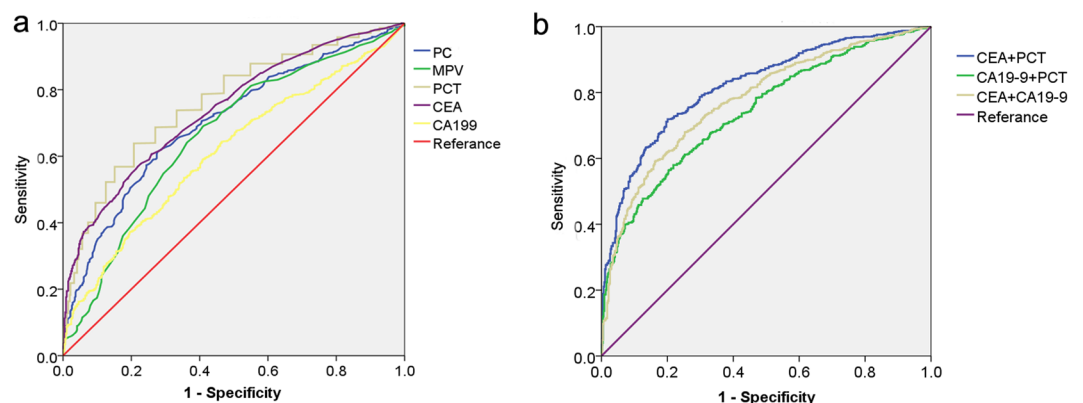 a
1.0
0.8
0.6
0.4
0.2
0.0
Sensitivity
0.0 0.2 0.4 0.6 0.8 1.0
1 - Specificity
PC
MPV
PCT
CEA
CA199
Referance
b
1.0
0.8
0.6
0.4
0.2
0.0
Sensitivity
0.0 0.2 0.4 0.6 0.8 1.0
1 - Specificity
CEA+PCT
CA19-9+PCT
CEA+CA19-9
Referance